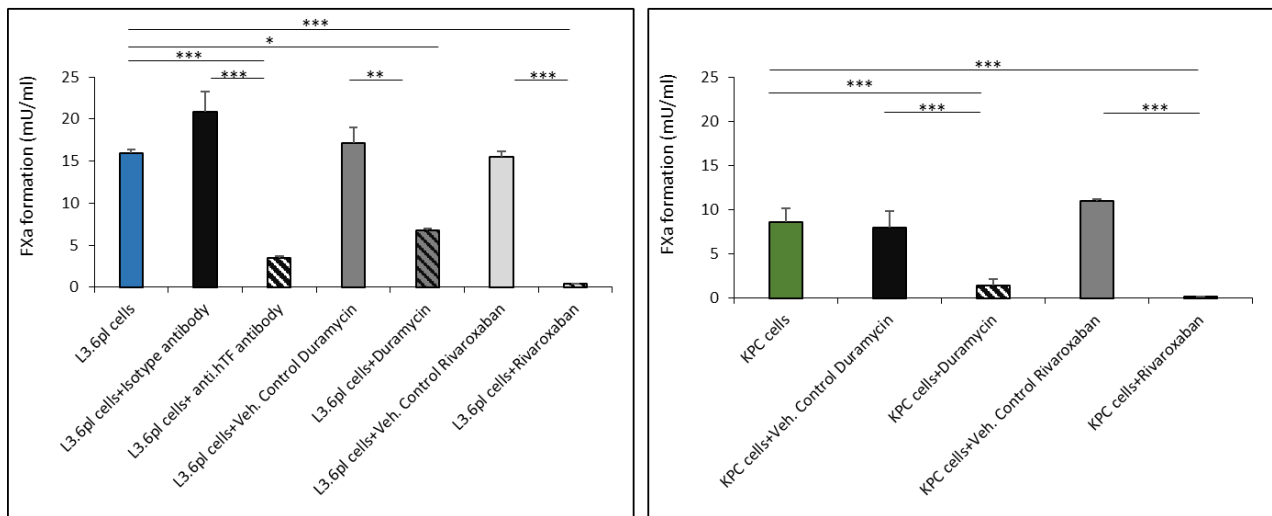 ***
*
***
***
**
***
25
20
15
10
5
0
FXa formation (mU/ml)
L3.6pl cells
L3.6pl cells+Isotype antibody
L3.6pl cells+ anti.hTF antibody
L3.6pl cells+Veh. Control Duramycin
L3.6pl cells+Duramycin
L3.6pl cells+Veh. Control Rivaroxaban
L3.6pl cells+Rivaroxaban
***
***
***
***
25
20
15
10
5
0
FXa formation (mU/ml)
KPC cells
KPC cells+Veh. Control Duramycin
KPC cells+Duramycin
KPC cells+Veh. Control Rivaroxaban
KPC cells+Rivaroxaban